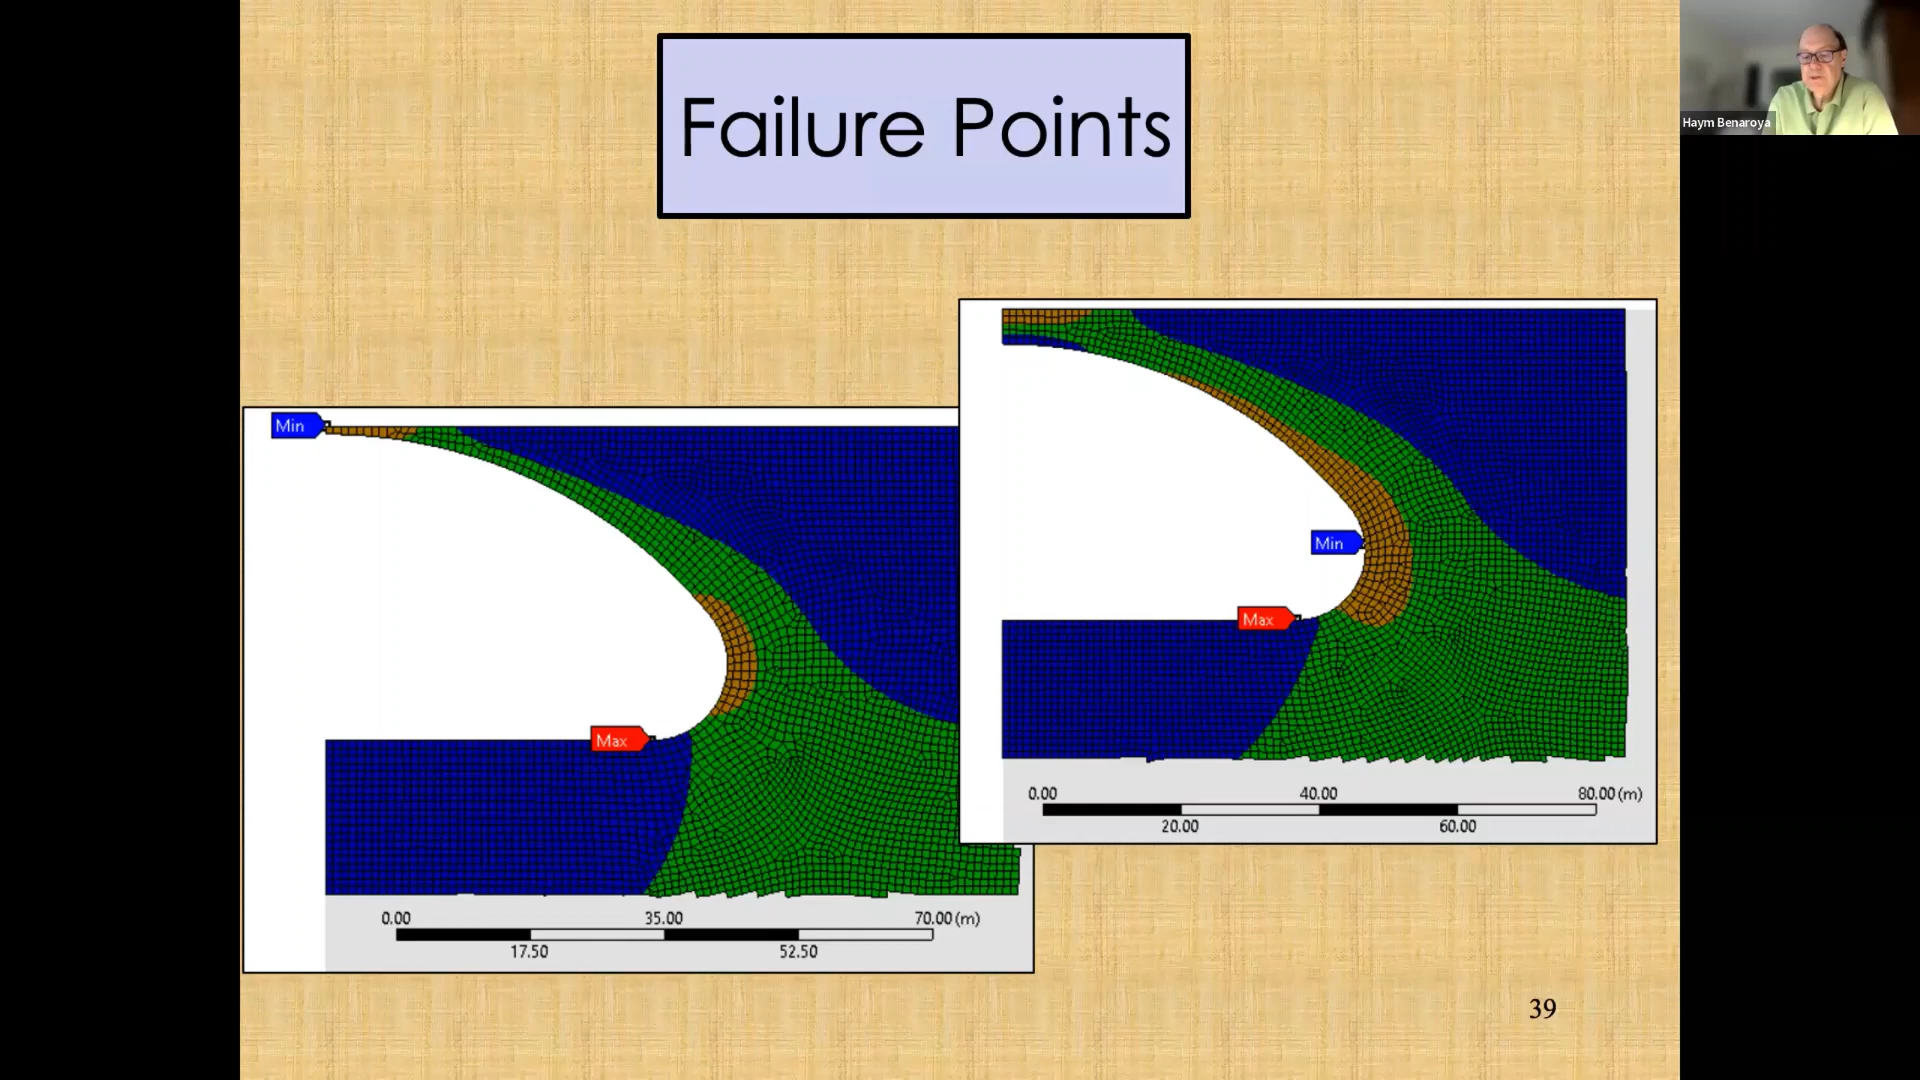 Failure Points
Haym Benaroya
Min
Max
0.00 35.00 70.00 (m)
17.50 52.50
Min
Max
0.00 40.00 80.00 (m)
20.00 60.00
39